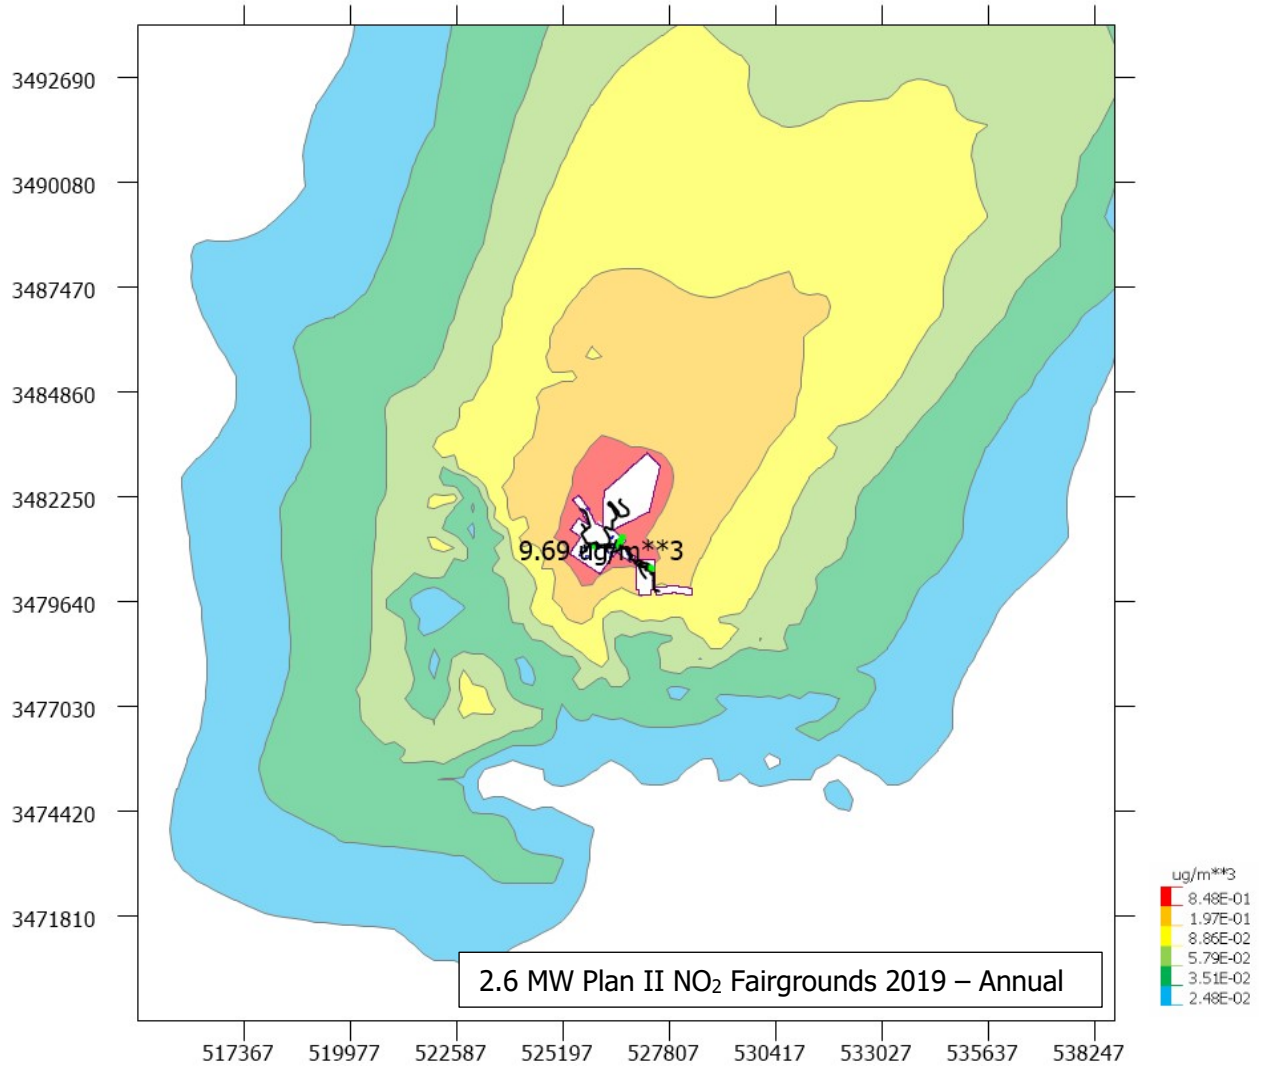 3492690
3490080
3487470
3484860
3482250
3479640
3477030
3474420
3471810
9.69 ug/m**3
2.6 MW Plan II NO₂ Fairgrounds 2019 – Annual
517367 519977 522587 525197 527807 530417 533027 535637 538247
ug/m**3
8.48E-01
1.97E-01
8.86E-02
5.79E-02
3.51E-02
2.48E-02